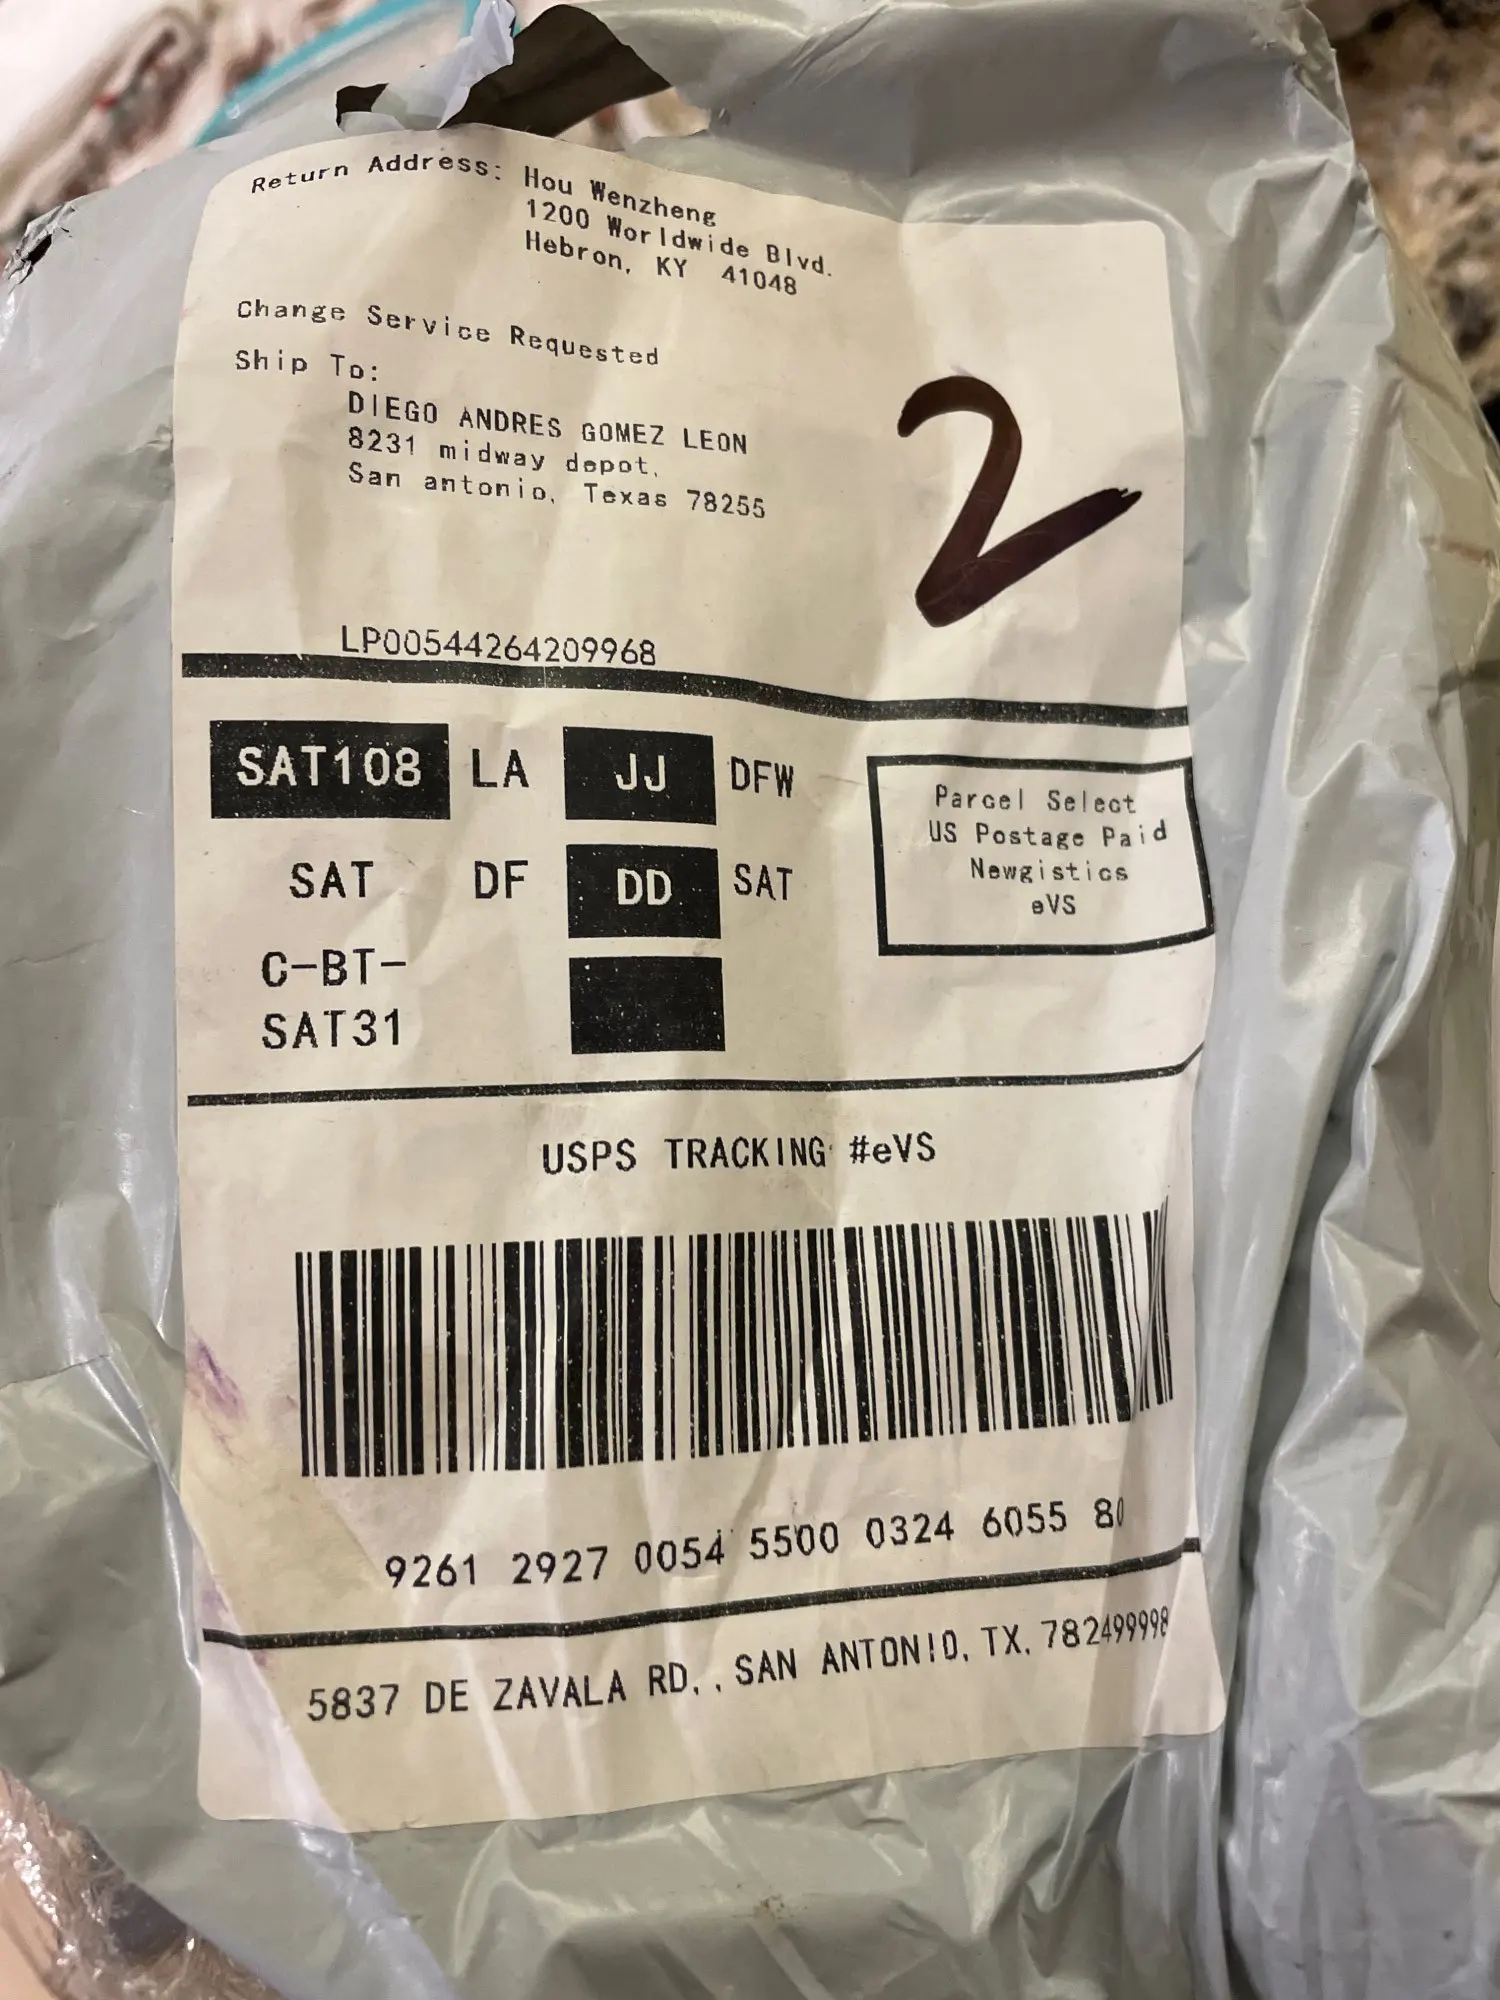 Return Address: Hou Wenzheng
1200 Worldwide Blvd.
Hebron, KY 41048
Change Service Requested
Ship To:
DIEGO ANDRES GOMEZ LEON
8231 midway depot,
San antonio, Texas 78255
2
LP00544264209968
SAT108 LA JJ DFW
SAT DF DD SAT
C-BT-
SAT31
Parcel Select
US Postage Paid
Newgistics
eVS
USPS TRACKING #eVS
9261 2927 0054 5500 0324 6055 80
5837 DE ZAVALA RD, , SAN ANTONIO, TX, 782499998